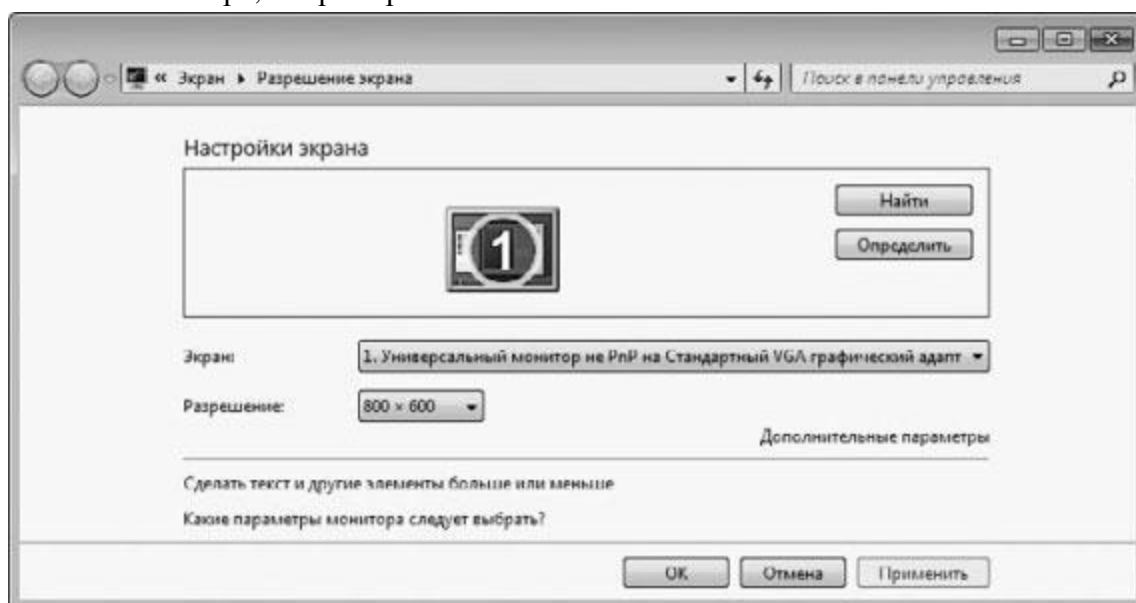 « Экран ▸ Разрешение экрана
Поиск в панели управления
Настройки экрана
1
Найти
Определить
Экран:
1. Универсальный монитор не PnP на Стандартный VGA графический адапт
Разрешение:
800 × 600
Дополнительные параметры
Сделать текст и другие элементы больше или меньше
Какие параметры монитора следует выбрать?
OK
Отмена
Применить